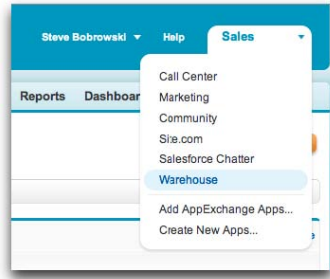 Steve Bobrowski Help Sales
Call Center
Reports Dashboar Marketing
Community
Site.com
Salesforce Chatter
Warehouse
Add AppExchange Apps...
Create New Apps...